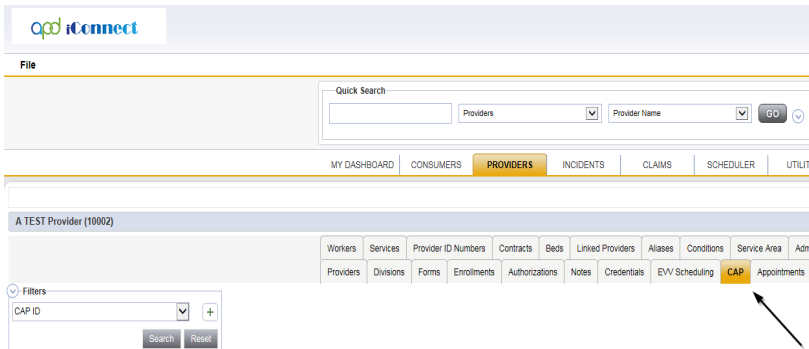 apd iConnect
File
Quick Search
Providers Provider Name GO
MY DASHBOARD CONSUMERS PROVIDERS INCIDENTS CLAIMS SCHEDULER UTILIT
A TEST Provider (10002)
Workers Services Provider ID Numbers Contracts Beds Linked Providers Aliases Conditions Service Area Adm
Providers Divisions Forms Enrollments Authorizations Notes Credentials EVV Scheduling CAP Appointments
Filters
CAP ID +
Search Reset